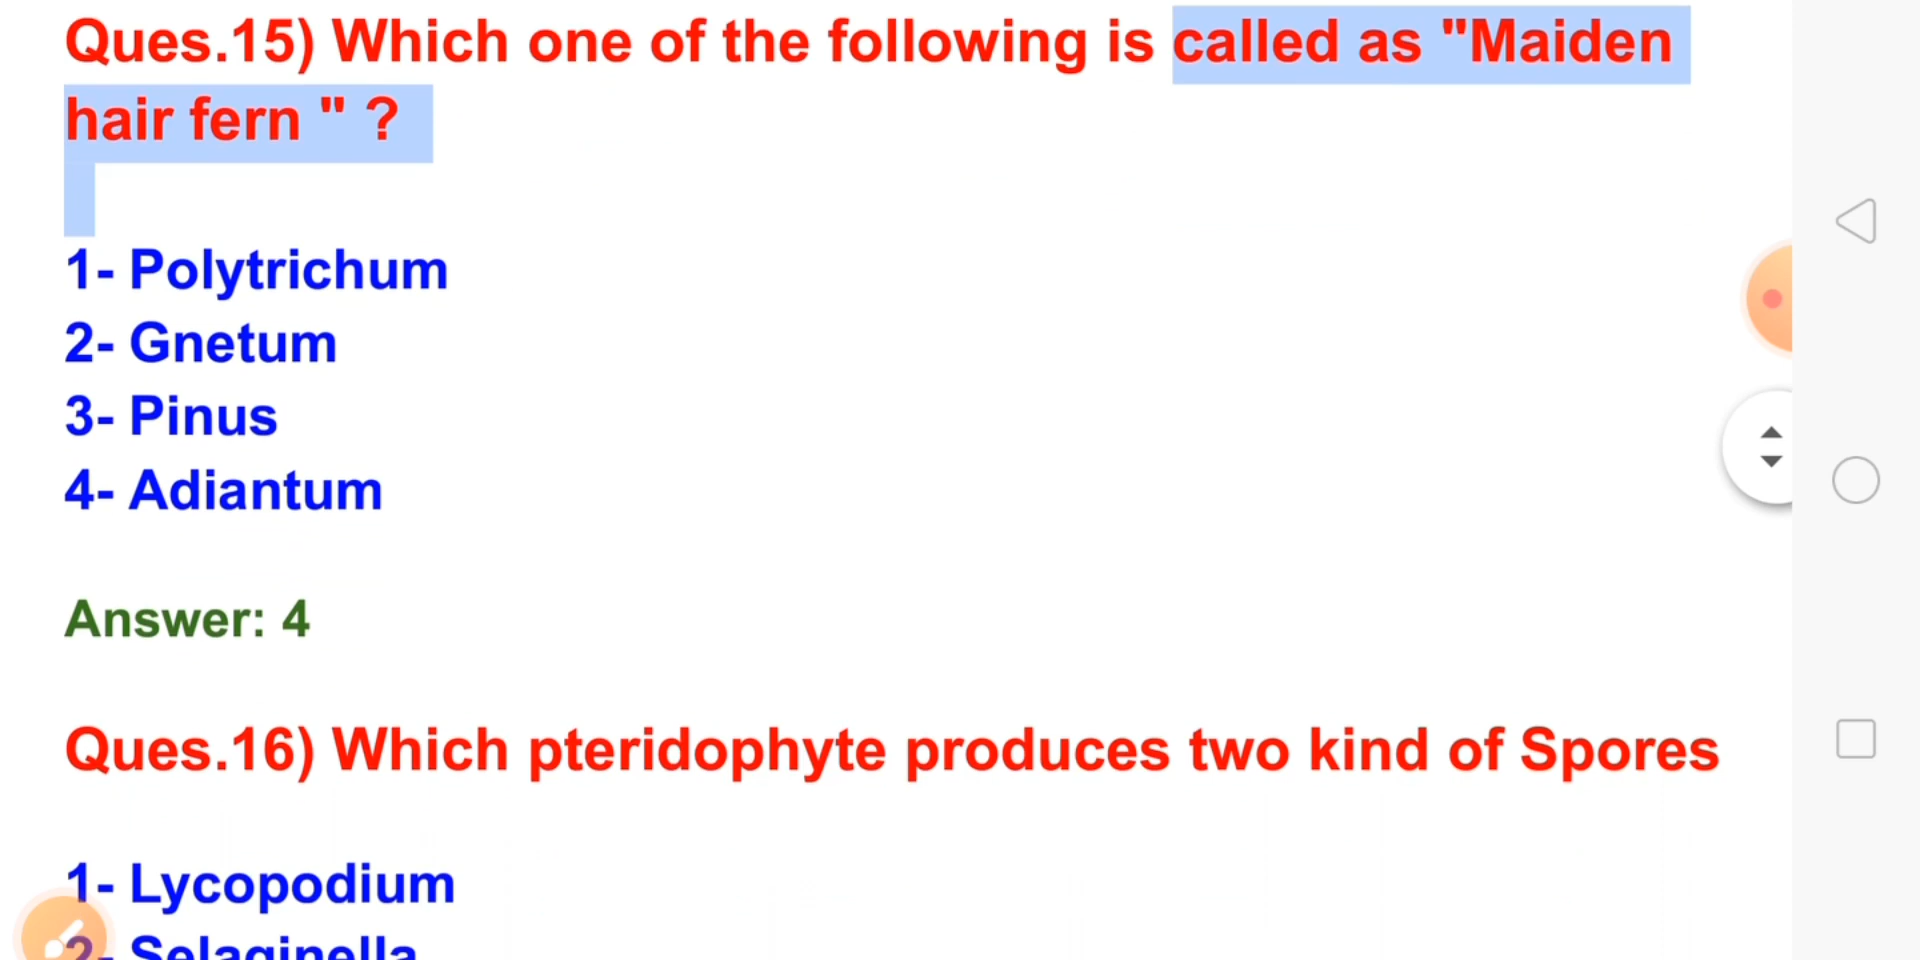 Ques.15) Which one of the following is called as "Maiden
hair fern " ?
1- Polytrichum
2- Gnetum
3- Pinus
4- Adiantum
Answer: 4
Ques.16) Which pteridophyte produces two kind of Spores
1- Lycopodium
2- Selaginella